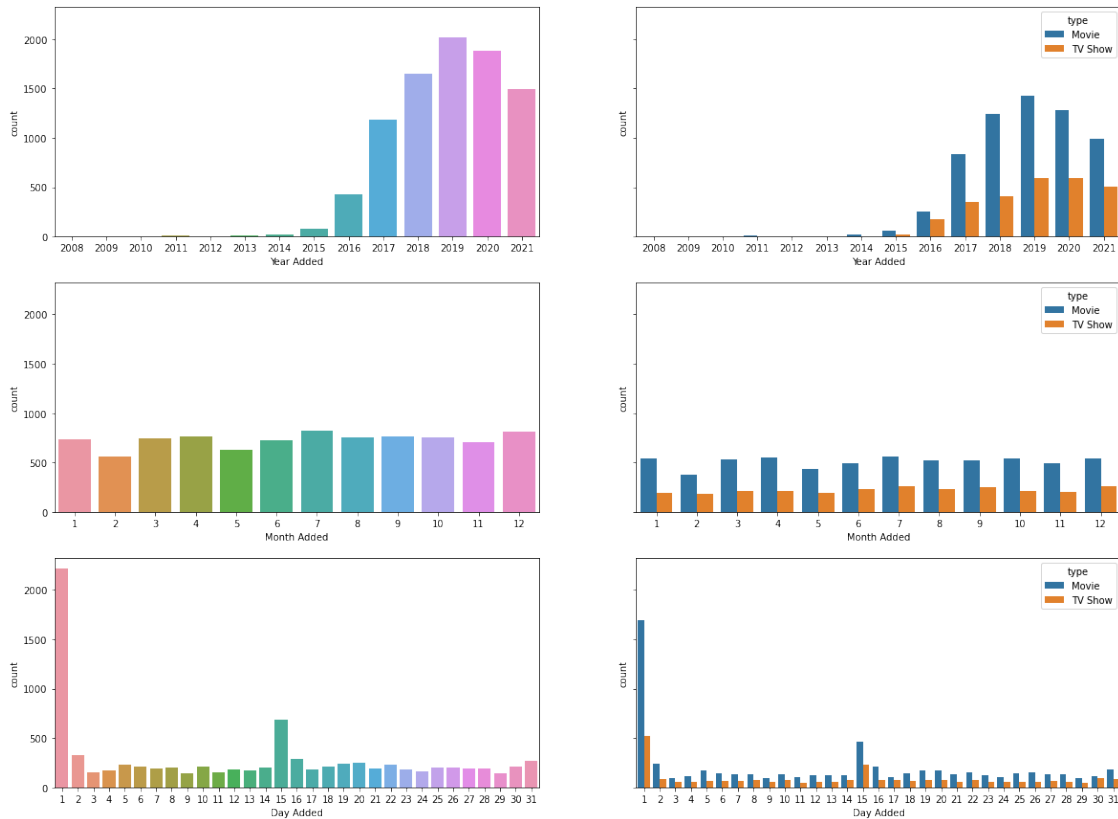 2000
1500
1000
500
0
count
2008 2009 2010 2011 2012 2013 2014 2015 2016 2017 2018 2019 2020 2021
Year Added
type
Movie
TV Show
count
2008 2009 2010 2011 2012 2013 2014 2015 2016 2017 2018 2019 2020 2021
Year Added
2000
1500
1000
500
0
count
1 2 3 4 5 6 7 8 9 10 11 12
Month Added
type
Movie
TV Show
count
1 2 3 4 5 6 7 8 9 10 11 12
Month Added
2000
1500
1000
500
0
count
1 2 3 4 5 6 7 8 9 10 11 12 13 14 15 16 17 18 19 20 21 22 23 24 25 26 27 28 29 30 31
Day Added
type
Movie
TV Show
count
1 2 3 4 5 6 7 8 9 10 11 12 13 14 15 16 17 18 19 20 21 22 23 24 25 26 27 28 29 30 31
Day Added